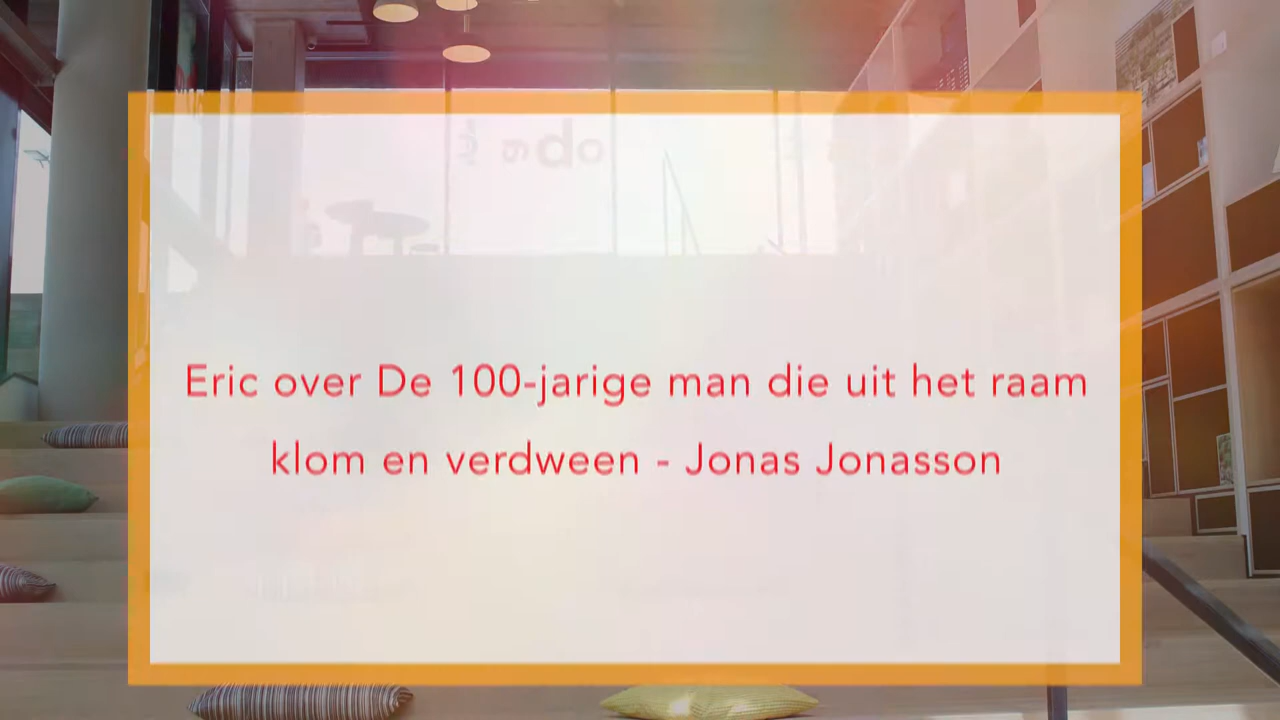 Eric over De 100-jarige man die uit het raam
klom en verdween - Jonas Jonasson